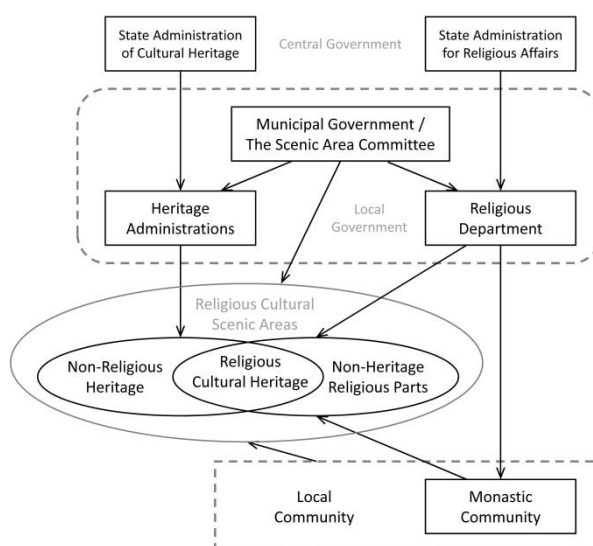 State Administration
of Cultural Heritage
Central Government
State Administration
for Religious Affairs
Municipal Government /
The Scenic Area Committee
Heritage
Administrations
Local
Government
Religious
Department
Religious Cultural
Scenic Areas
Non-Religious
Heritage
Religious
Cultural Heritage
Non-Heritage
Religious Parts
Local
Community
Monastic
Community